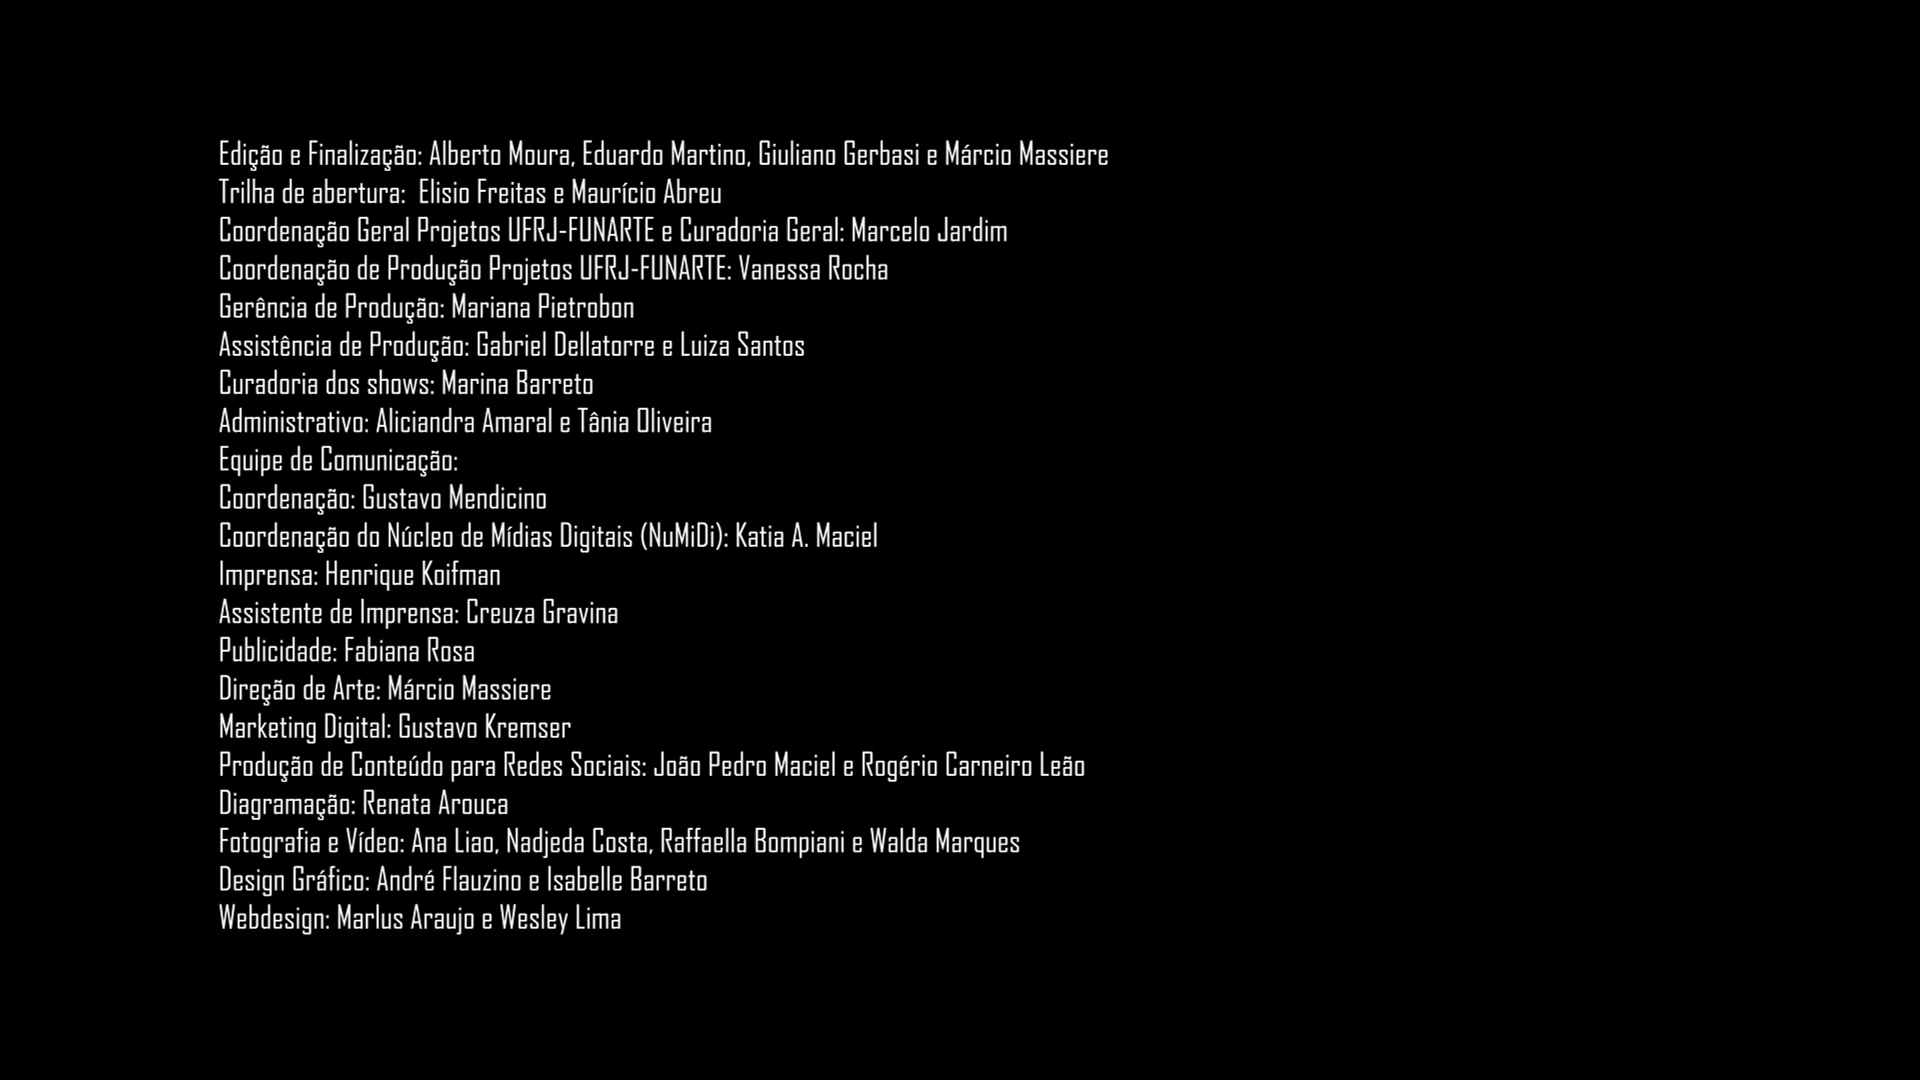 Edição e Finalização: Alberto Moura, Eduardo Martino, Giuliano Gerbasi e Márcio Massiere
Trilha de abertura:  Elisio Freitas e Maurício Abreu
Coordenação Geral Projetos UFRJ-FUNARTE e Curadoria Geral: Marcelo Jardim
Coordenação de Produção Projetos UFRJ-FUNARTE: Vanessa Rocha
Gerência de Produção: Mariana Pietrobon
Assistência de Produção: Gabriel Dellatorre e Luiza Santos
Curadoria dos shows: Marina Barreto
Administrativo: Aliciandra Amaral e Tânia Oliveira
Equipe de Comunicação:
Coordenação: Gustavo Mendicino
Coordenação do Núcleo de Mídias Digitais (NuMiDi): Katia A. Maciel
Imprensa: Henrique Koifman
Assistente de Imprensa: Creuza Gravina
Publicidade: Fabiana Rosa
Direção de Arte: Márcio Massiere
Marketing Digital: Gustavo Kremser
Produção de Conteúdo para Redes Sociais: João Pedro Maciel e Rogério Carneiro Leão
Diagramação: Renata Arouca
Fotografia e Vídeo: Ana Liao, Nadjeda Costa, Raffaella Bompiani e Walda Marques
Design Gráfico: André Flauzino e Isabelle Barreto
Webdesign: Marlus Araujo e Wesley Lima